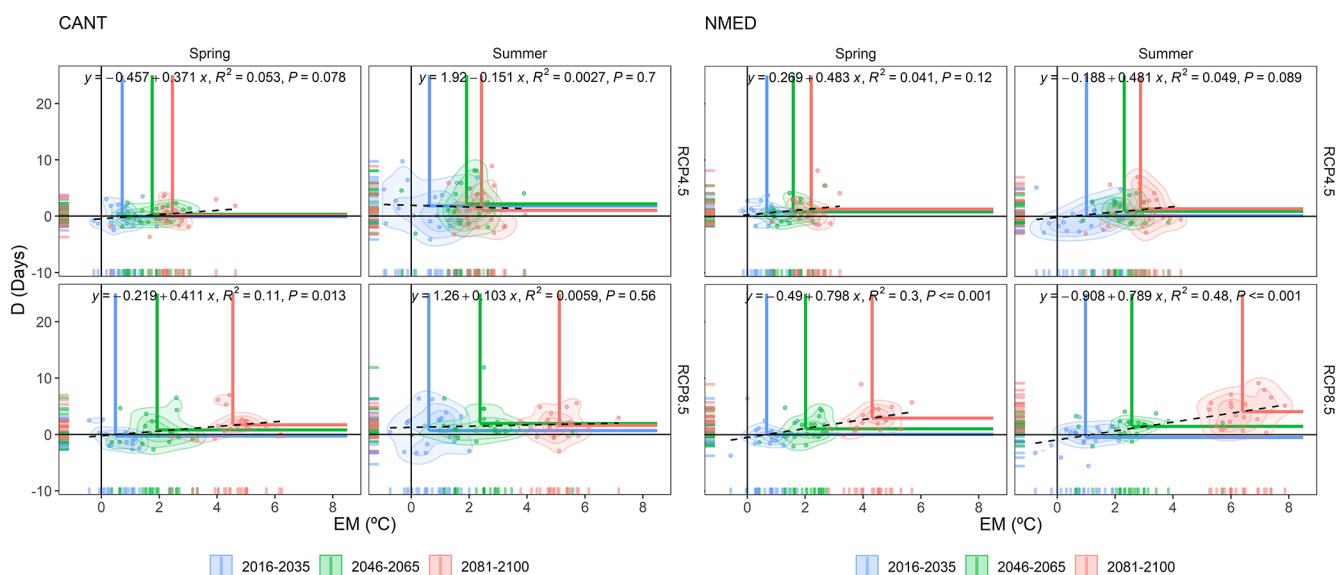 CANT
NMED
Spring
Summer
Spring
Summer
y = −0.457 + 0.371 x, R² = 0.053, P = 0.078
y = 1.92 − 0.151 x, R² = 0.0027, P = 0.7
y = 0.269 + 0.483 x, R² = 0.041, P = 0.12
y = −0.188 + 0.481 x, R² = 0.049, P = 0.089
20
10
0
-10
RCP4.5
RCP4.5
y = −0.219 + 0.411 x, R² = 0.11, P = 0.013
y = 1.26 + 0.103 x, R² = 0.0059, P = 0.56
y = −0.49 + 0.798 x, R² = 0.3, P <= 0.001
y = −0.908 + 0.789 x, R² = 0.48, P <= 0.001
20
10
0
-10
RCP8.5
RCP8.5
D (Days)
0 2 4 6 8
0 2 4 6 8
0 2 4 6 8
0 2 4 6 8
EM (ºC)
EM (ºC)
2016-2035 2046-2065 2081-2100
2016-2035 2046-2065 2081-2100